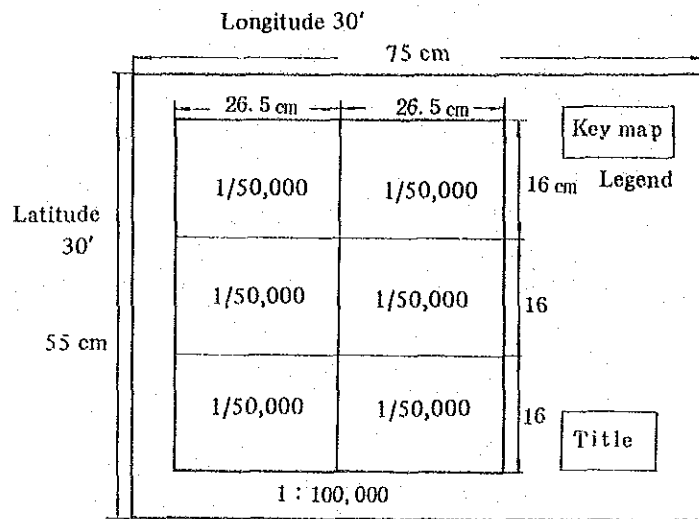 Longitude 30′
75 cm
26.5 cm
26.5 cm
Key map
1/50,000
1/50,000
16 cm
Legend
Latitude
30′
1/50,000
1/50,000
16
55 cm
1/50,000
1/50,000
16
Title
1 : 100,000